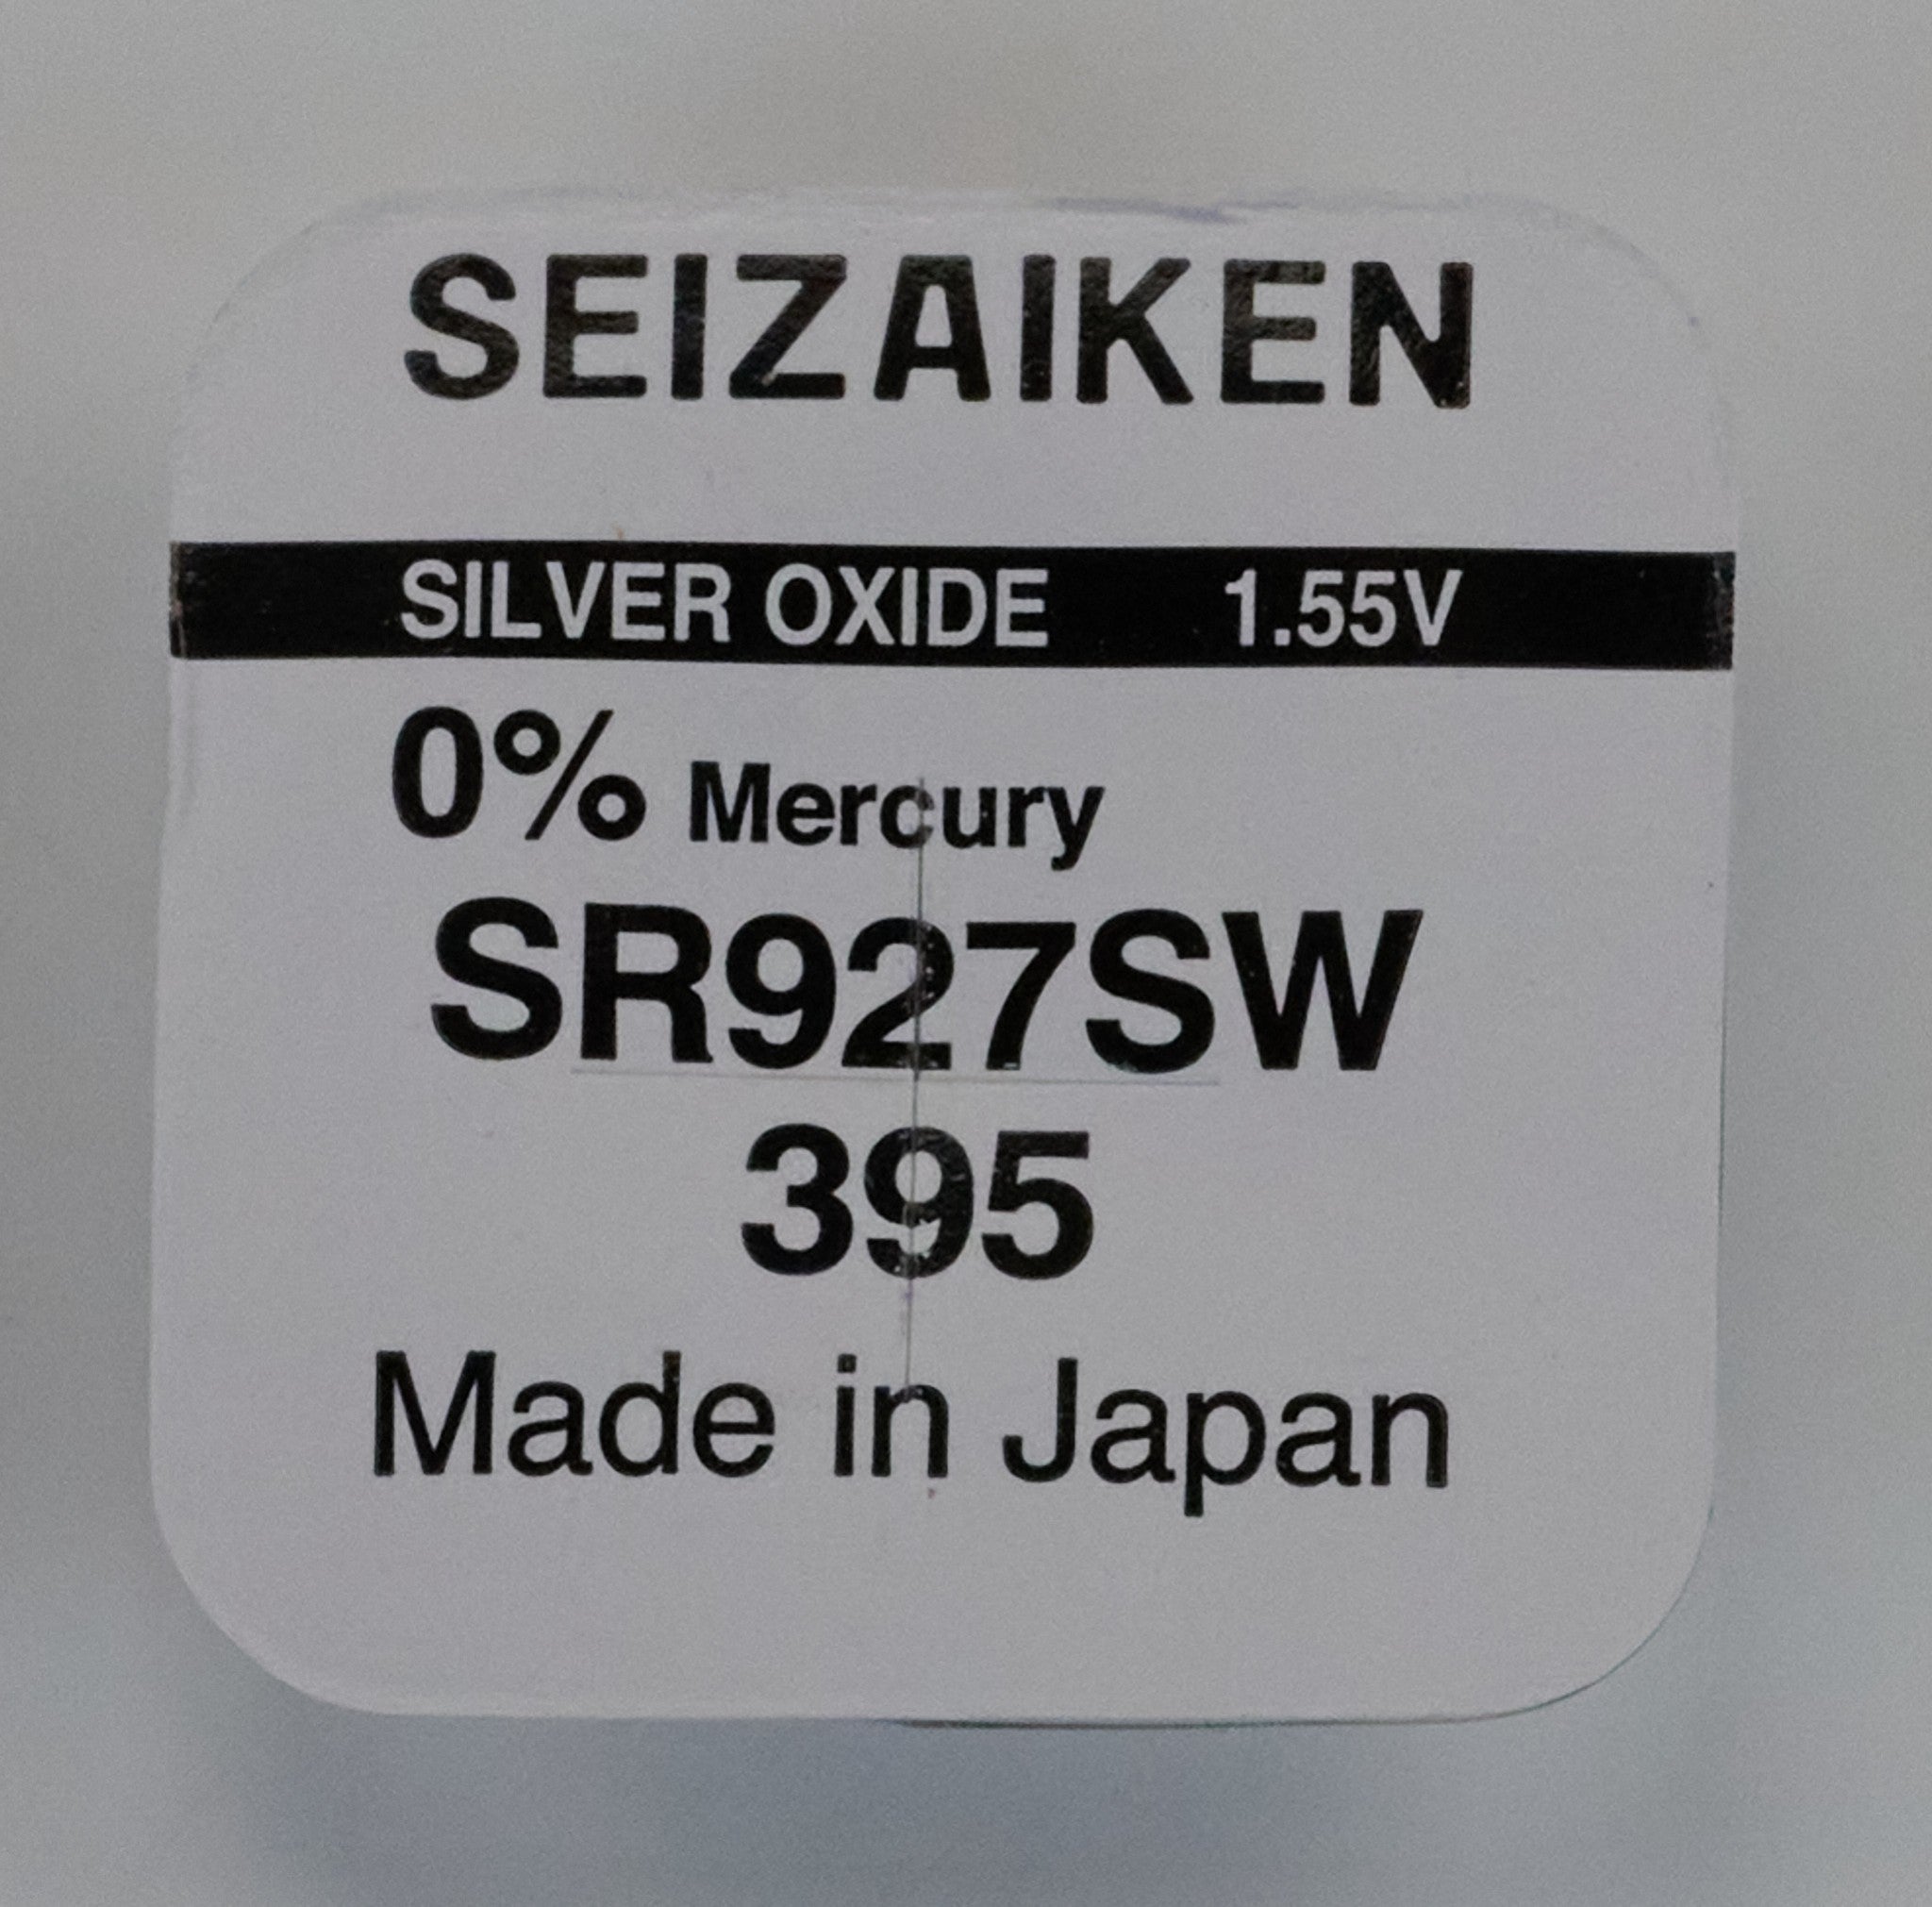 SEIZAIKEN
SILVER OXIDE 1.55V
0% Mercury
SR927SW
395
Made in Japan